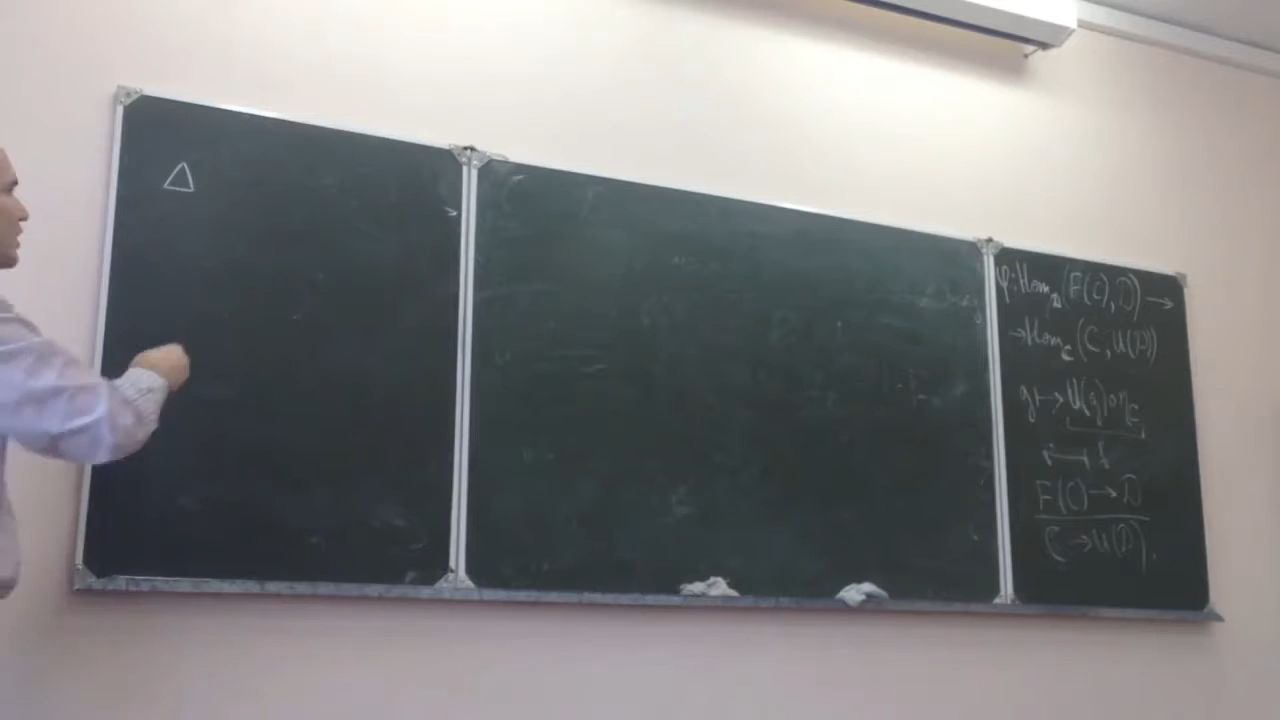 △
φ: Hom_D(F(C), D) →
→ Hom_C(C, U(D))
g ↦ U(g)∘η_C
F(C) → D
C → U(D).